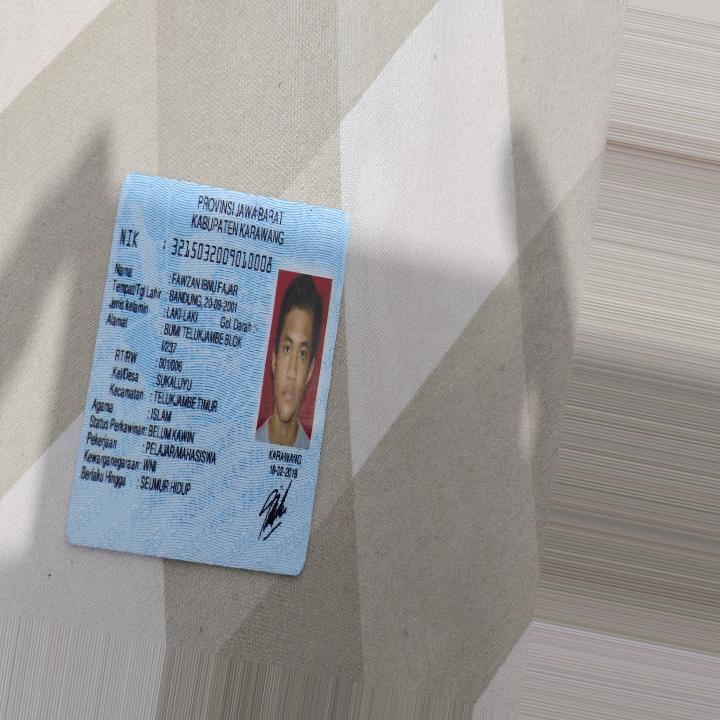 PROVINSI JAWA BARAT
KABUPATEN KARAWANG
NIK : 3215032009010008
Nama : FAWZAN IBNU FAJAR
Tempat/Tgl Lahir : BANDUNG, 20-09-2001
Jenis kelamin : LAKI-LAKI Gol. Darah :-
Alamat : BUMI TELUKJAMBE BLOK
I/237
RT/RW : 001/006
Kel/Desa : SUKALUYU
Kecamatan : TELUKJAMBE TIMUR
Agama : ISLAM
Status Perkawinan: BELUM KAWIN
Pekerjaan : PELAJAR/MAHASISWA
Kewarganegaraan: WNI
Berlaku Hingga : SEUMUR HIDUP
KARAWANG